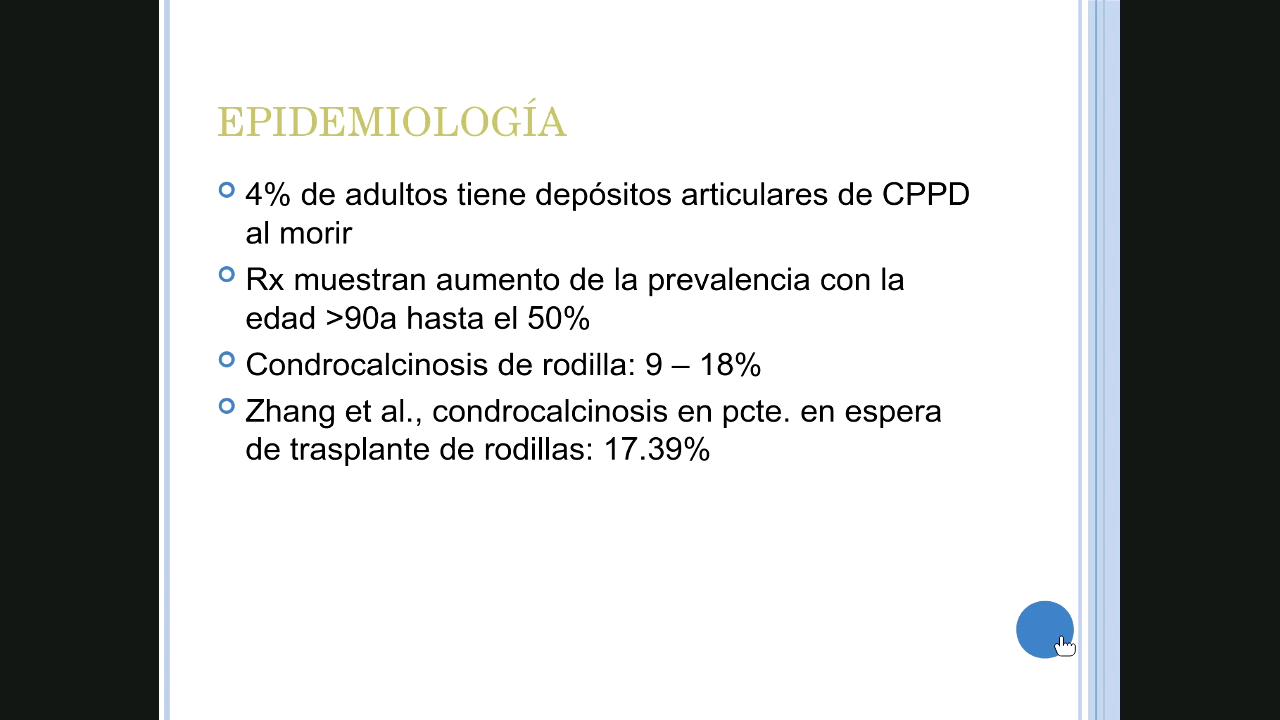 EPIDEMIOLOGÍA
4% de adultos tiene depósitos articulares de CPPD
al morir
Rx muestran aumento de la prevalencia con la
edad >90a hasta el 50%
Condrocalcinosis de rodilla: 9 – 18%
Zhang et al., condrocalcinosis en pcte. en espera
de trasplante de rodillas: 17.39%